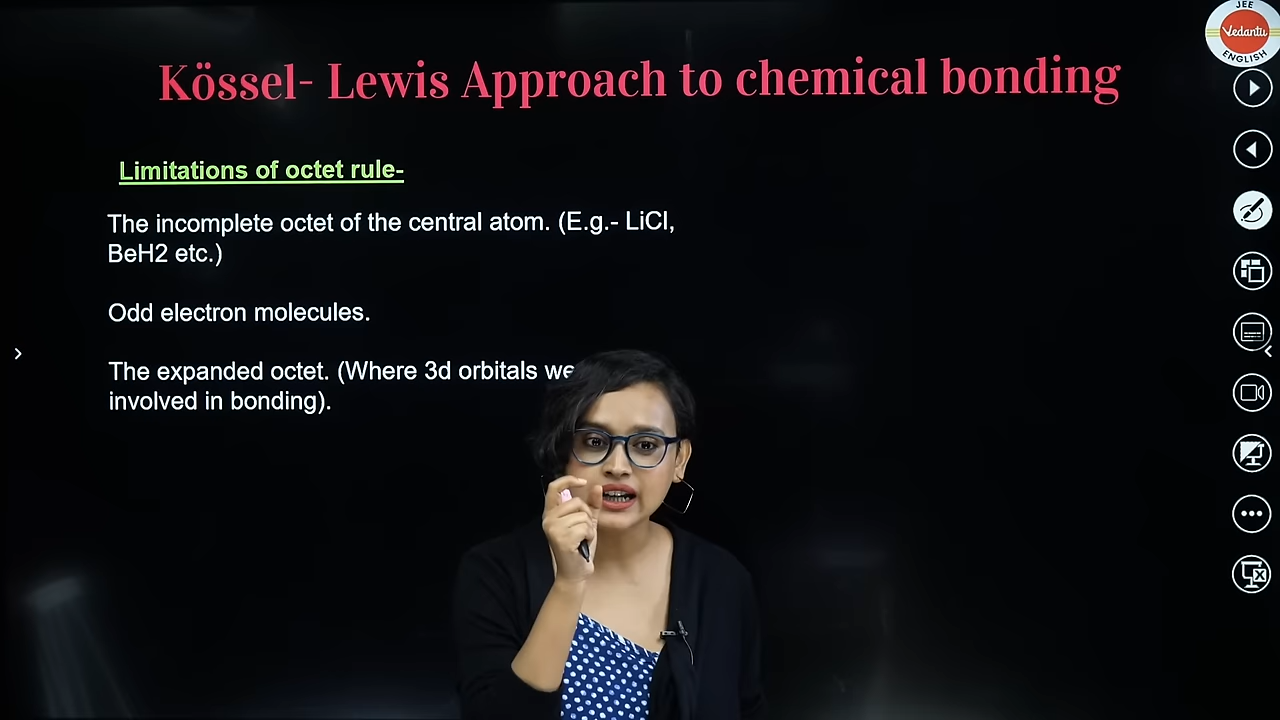 JEE
Vedantu
ENGLISH
Kössel- Lewis Approach to chemical bonding
Limitations of octet rule-
The incomplete octet of the central atom. (E.g.- LiCl,
BeH2 etc.)
Odd electron molecules.
The expanded octet. (Where 3d orbitals
involved in bonding).